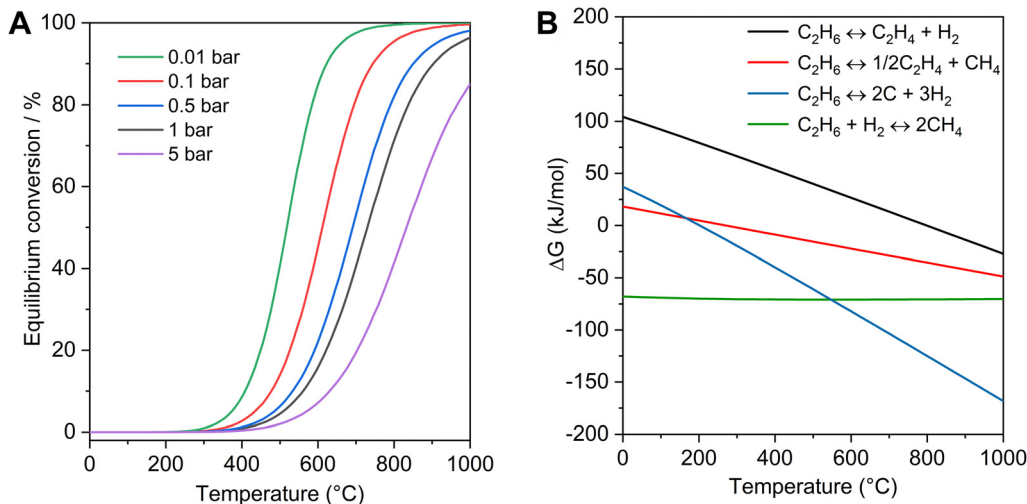 A
100
80
60
40
20
0
Equilibrium conversion / %
0.01 bar
0.1 bar
0.5 bar
1 bar
5 bar
0 200 400 600 800 1000
Temperature (°C)
B
200
150
100
50
0
-50
-100
-150
-200
ΔG (kJ/mol)
C₂H₆ ↔ C₂H₄ + H₂
C₂H₆ ↔ 1/2C₂H₄ + CH₄
C₂H₆ ↔ 2C + 3H₂
C₂H₆ + H₂ ↔ 2CH₄
0 200 400 600 800 1000
Temperature (°C)